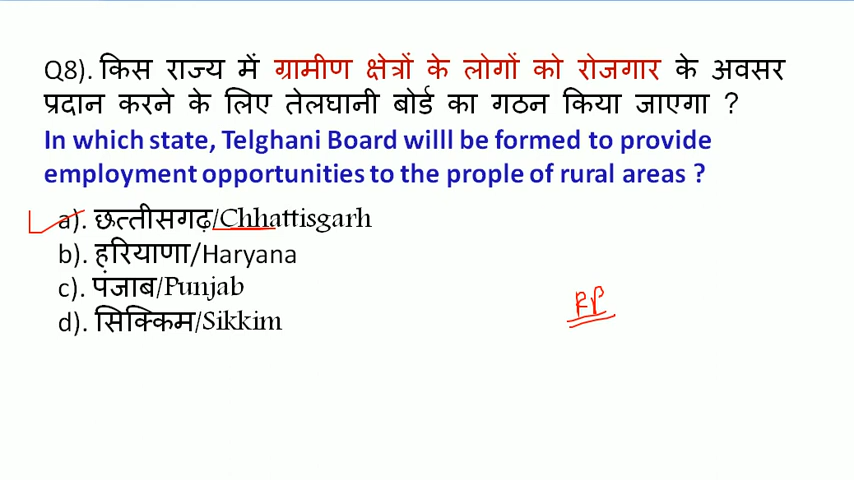 Q8). किस राज्य में ग्रामीण क्षेत्रों के लोगों को रोजगार के अवसर
प्रदान करने के लिए तेलघानी बोर्ड का गठन किया जाएगा ?
In which state, Telghani Board willl be formed to provide
employment opportunities to the prople of rural areas ?
a). छत्तीसगढ़/Chhattisgarh
b). हरियाणा/Haryana
c). पंजाब/Punjab
d). सिक्किम/Sikkim